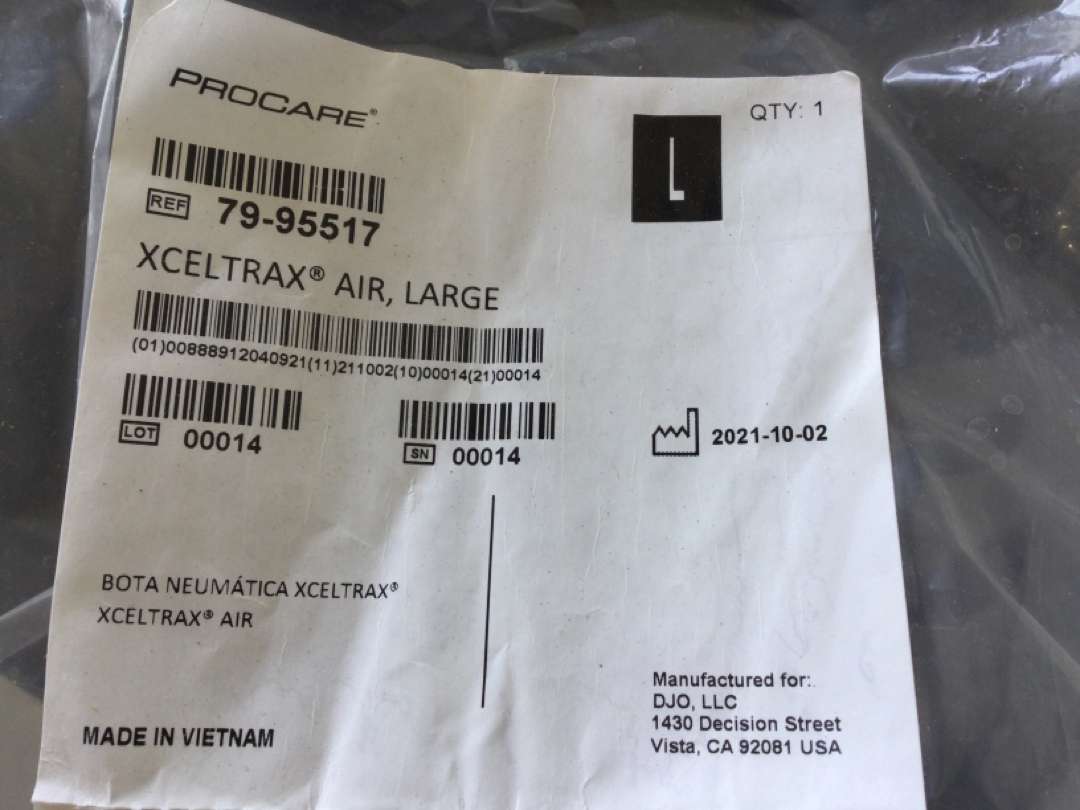 PROCARE®
QTY: 1
L
REF 79-95517
XCELTRAX® AIR, LARGE
(01)00888912040921(11)211002(10)00014(21)00014
LOT 00014
SN 00014
2021-10-02
BOTA NEUMÁTICA XCELTRAX®
XCELTRAX® AIR
MADE IN VIETNAM
Manufactured for:
DJO, LLC
1430 Decision Street
Vista, CA 92081 USA